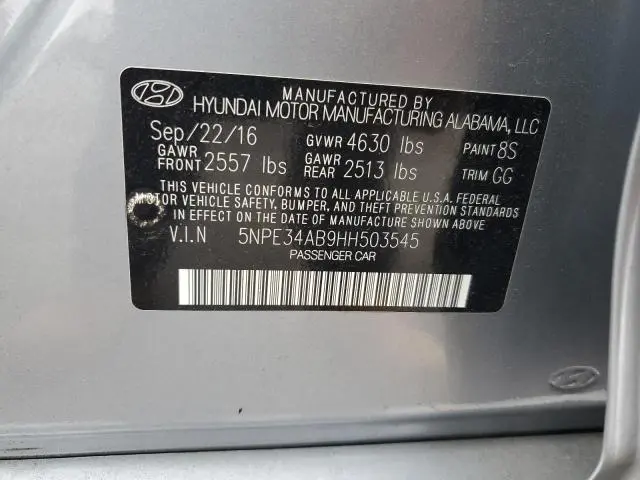 MANUFACTURED BY
HYUNDAI MOTOR MANUFACTURING ALABAMA, LLC
Sep/22/16 GVWR 4630 lbs PAINT 8S
GAWR FRONT 2557 lbs GAWR REAR 2513 lbs TRIM GG
THIS VEHICLE CONFORMS TO ALL APPLICABLE U.S.A. FEDERAL
MOTOR VEHICLE SAFETY, BUMPER, AND THEFT PREVENTION STANDARDS
IN EFFECT ON THE DATE OF MANUFACTURE SHOWN ABOVE
V.I.N 5NPE34AB9HH503545
PASSENGER CAR